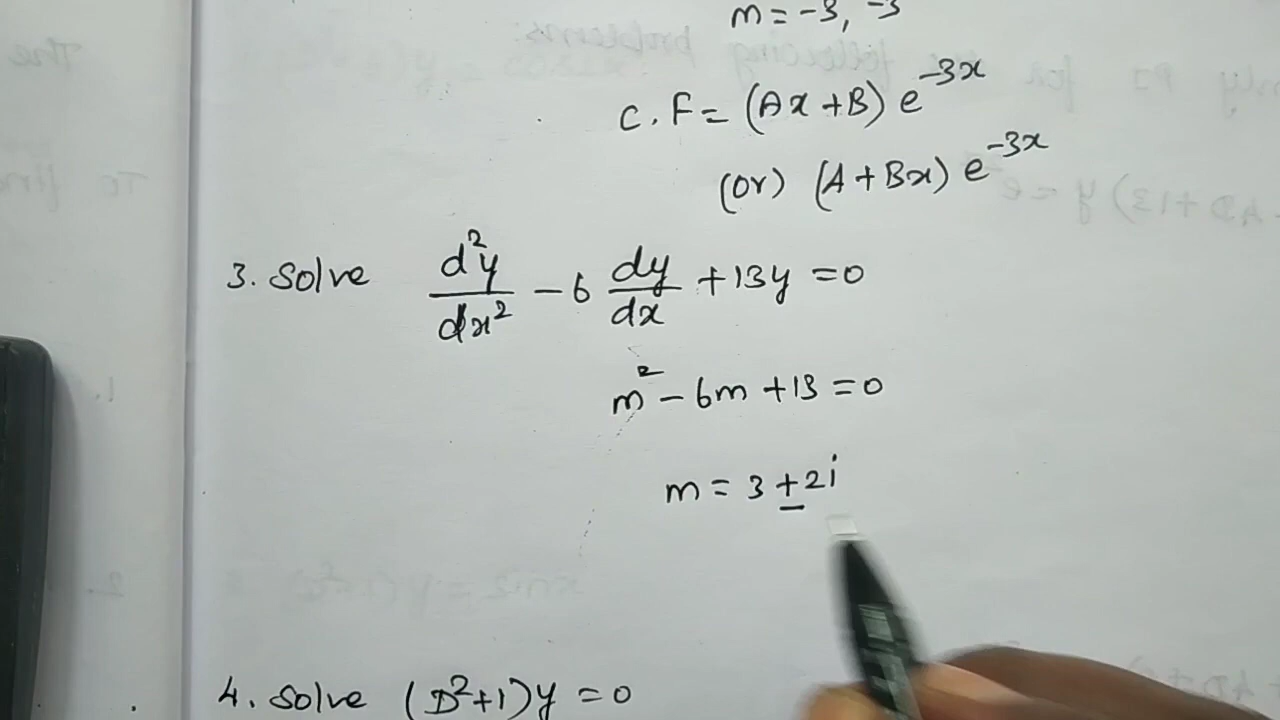 m = -3, -3
C.F = (Ax + B) e^{-3x}
(or) (A + Bx) e^{-3x}
3. Solve d²y/dx² - 6 dy/dx + 13y = 0
m² - 6m + 13 = 0
m = 3 ± 2i
4. Solve (D²+1)y = 0